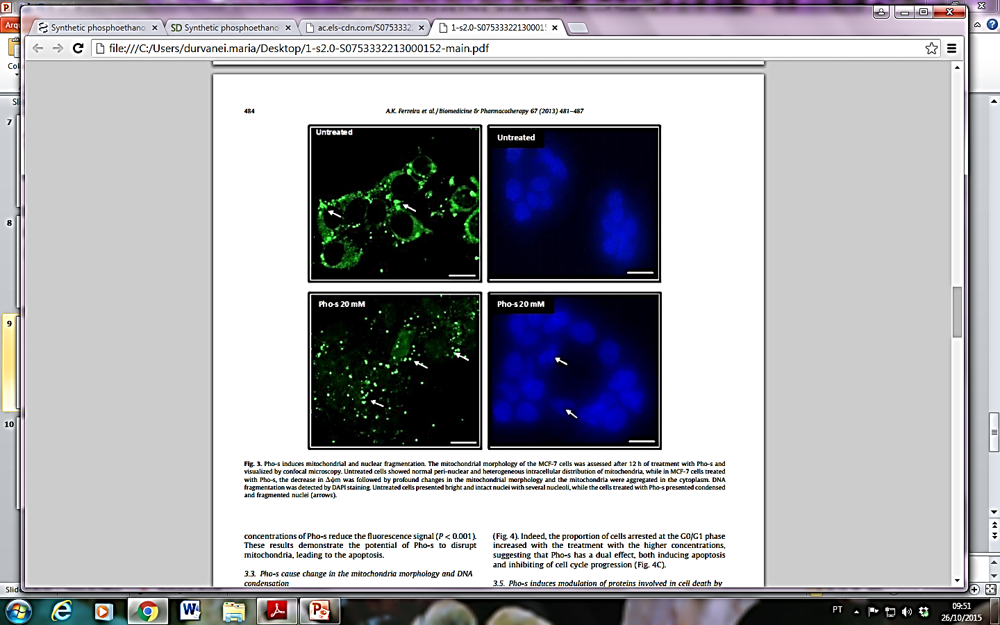 Synthetic phosphoethano
Synthetic phosphoethano
ac.els-cdn.com/S0753332
1-s2.0-S075333221300015
Arq
file:///C:/Users/durvanei.maria/Desktop/1-s2.0-S0753332213000152-main.pdf
Col
Sli
7
8
9
10
484
A.K. Ferreira et al. / Biomedicine & Pharmacotherapy 67 (2013) 481–487
Untreated
Untreated
Pho-s 20 mM
Pho-s 20 mM
Fig. 3. Pho-s induces mitochondrial and nuclear fragmentation. The mitochondrial morphology of the MCF-7 cells was assessed after 12 h of treatment with Pho-s and
visualized by confocal microscopy. Untreated cells showed normal peri-nuclear and heterogeneous intracellular distribution of mitochondria, while in MCF-7 cells treated
with Pho-s, the decrease in Δψm was followed by profound changes in the mitochondrial morphology and the mitochondria were aggregated in the cytoplasm. DNA
fragmentation was detected by DAPI staining. Untreated cells presented bright and intact nuclei with several nucleoli, while the cells treated with Pho-s presented condensed
and fragmented nuclei (arrows).
concentrations of Pho-s reduce the fluorescence signal (P < 0.001).
These results demonstrate the potential of Pho-s to disrupt
mitochondria, leading to the apoptosis.
3.3. Pho-s cause change in the mitochondria morphology and DNA
condensation
(Fig. 4). Indeed, the proportion of cells arrested at the G0/G1 phase
increased with the treatment with the higher concentrations,
suggesting that Pho-s has a dual effect, both inducing apoptosis
and inhibiting of cell cycle progression (Fig. 4C).
3.5. Pho-s induces modulation of proteins involved in cell death by
Slide
PT
09:51
26/10/2015